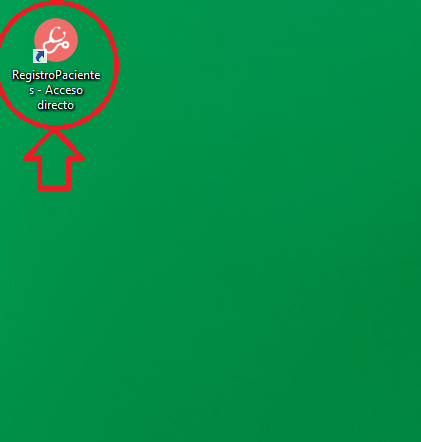 RegistroPaciente
s - Acceso
directo